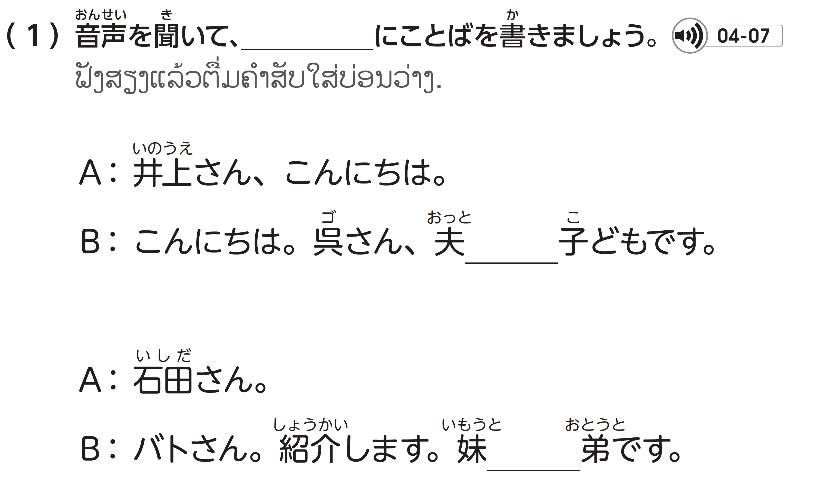 (1) 音声を聞いて、＿＿＿＿にことばを書きましょう。 04-07
ຟັງສຽງແລ້ວຕື່ມຄຳສັບໃສ່ບ່ອນວ່າງ.
A：井上さん、こんにちは。
B：こんにちは。呉さん、夫＿＿＿子どもです。
A：石田さん。
B：バトさん。紹介します。妹＿＿＿弟です。